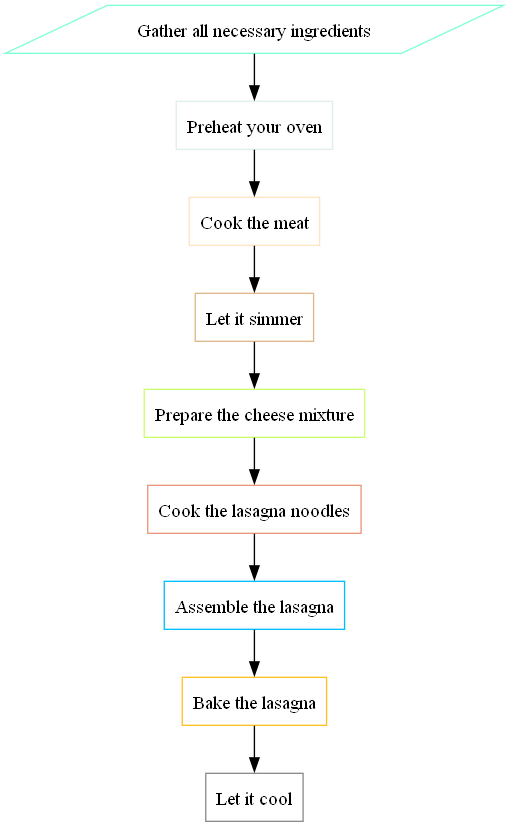 Gather all necessary ingredients
Preheat your oven
Cook the meat
Let it simmer
Prepare the cheese mixture
Cook the lasagna noodles
Assemble the lasagna
Bake the lasagna
Let it cool